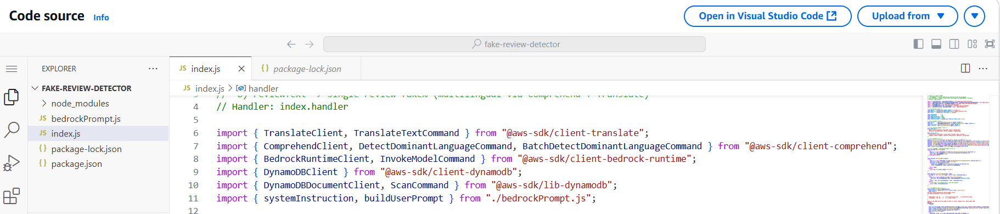 Code source Info
Open in Visual Studio Code
Upload from
fake-review-detector
EXPLORER
JS index.js
{} package-lock.json
FAKE-REVIEW-DETECTOR
JS index.js > handler
node_modules
JS bedrockPrompt.js
JS index.js
{} package-lock.json
{} package.json
4 // Handler: index.handler
5
6 import { TranslateClient, TranslateTextCommand } from "@aws-sdk/client-translate";
7 import { ComprehendClient, DetectDominantLanguageCommand, BatchDetectDominantLanguageCommand } from "@aws-sdk/client-comprehend";
8 import { BedrockRuntimeClient, InvokeModelCommand } from "@aws-sdk/client-bedrock-runtime";
9 import { DynamoDBClient } from "@aws-sdk/client-dynamodb";
10 import { DynamoDBDocumentClient, ScanCommand } from "@aws-sdk/lib-dynamodb";
11 import { systemInstruction, buildUserPrompt } from "./bedrockPrompt.js";
12